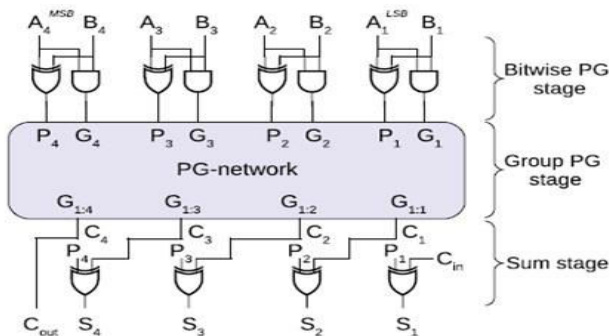 A4 MSB B4 A3 B3 A2 B2 A1 LSB B1
Bitwise PG
stage
P4 G4 P3 G3 P2 G2 P1 G1
PG-network
Group PG
stage
G1:4 G1:3 G1:2 G1:1
C4 C3 C2 C1
P4 P3 P2 P1 Cin
Sum stage
Cout S4 S3 S2 S1